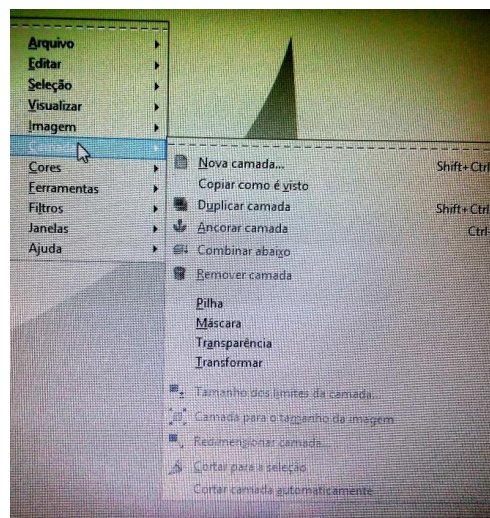 Arquivo
Editar
Seleção
Visualizar
Imagem
Camada
Cores
Ferramentas
Filtros
Janelas
Ajuda
Nova camada... Shift+Ctrl
Copiar como é visto
Duplicar camada Shift+Ctrl
Ancorar camada Ctrl
Combinar abaixo
Remover camada
Pilha
Máscara
Transparência
Transformar
Tamanho dos limites da camada...
Camada para o tamanho da imagem
Redimensionar camada...
Cortar para a seleção
Cortar camada automaticamente